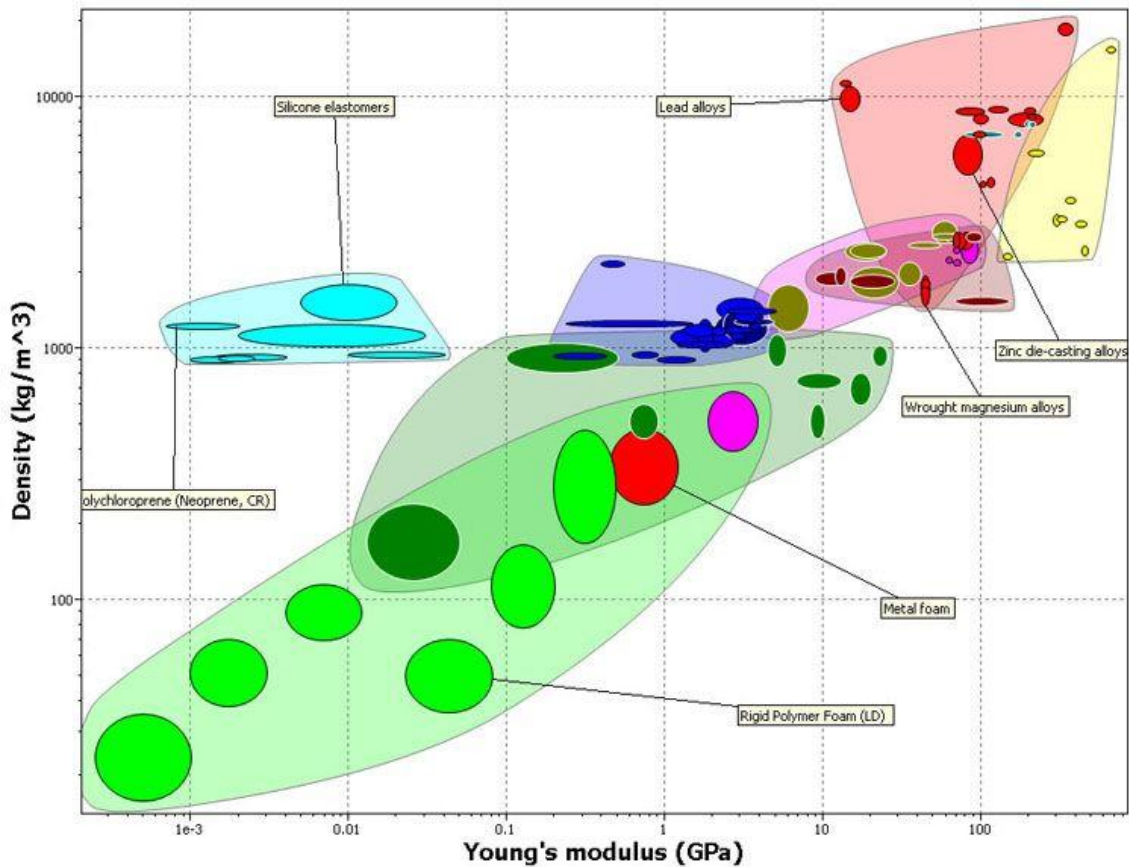 10000
Silicone elastomers
Lead alloys
1000
Zinc die-casting alloys
Wrought magnesium alloys
olychloroprene (Neoprene, CR)
Density (kg/m^3)
100
Metal foam
Rigid Polymer Foam (LD)
1e-3 0.01 0.1 1 10 100
Young's modulus (GPa)